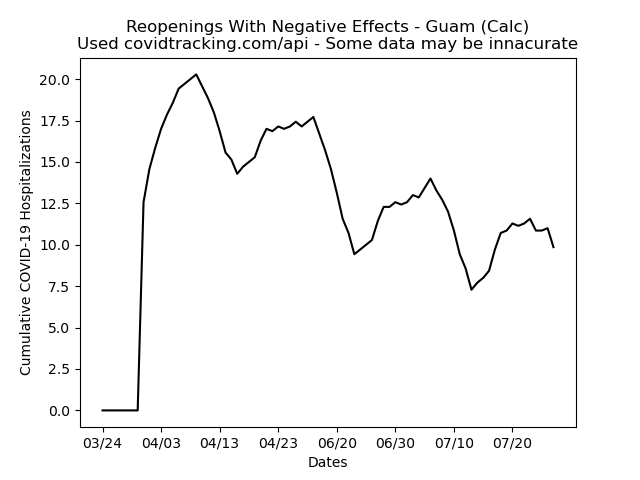 Reopenings With Negative Effects - Guam (Calc)
Used covidtracking.com/api - Some data may be innacurate
Cumulative COVID-19 Hospitalizations
20.0
17.5
15.0
12.5
10.0
7.5
5.0
2.5
0.0
03/24 04/03 04/13 04/23 06/20 06/30 07/10 07/20
Dates